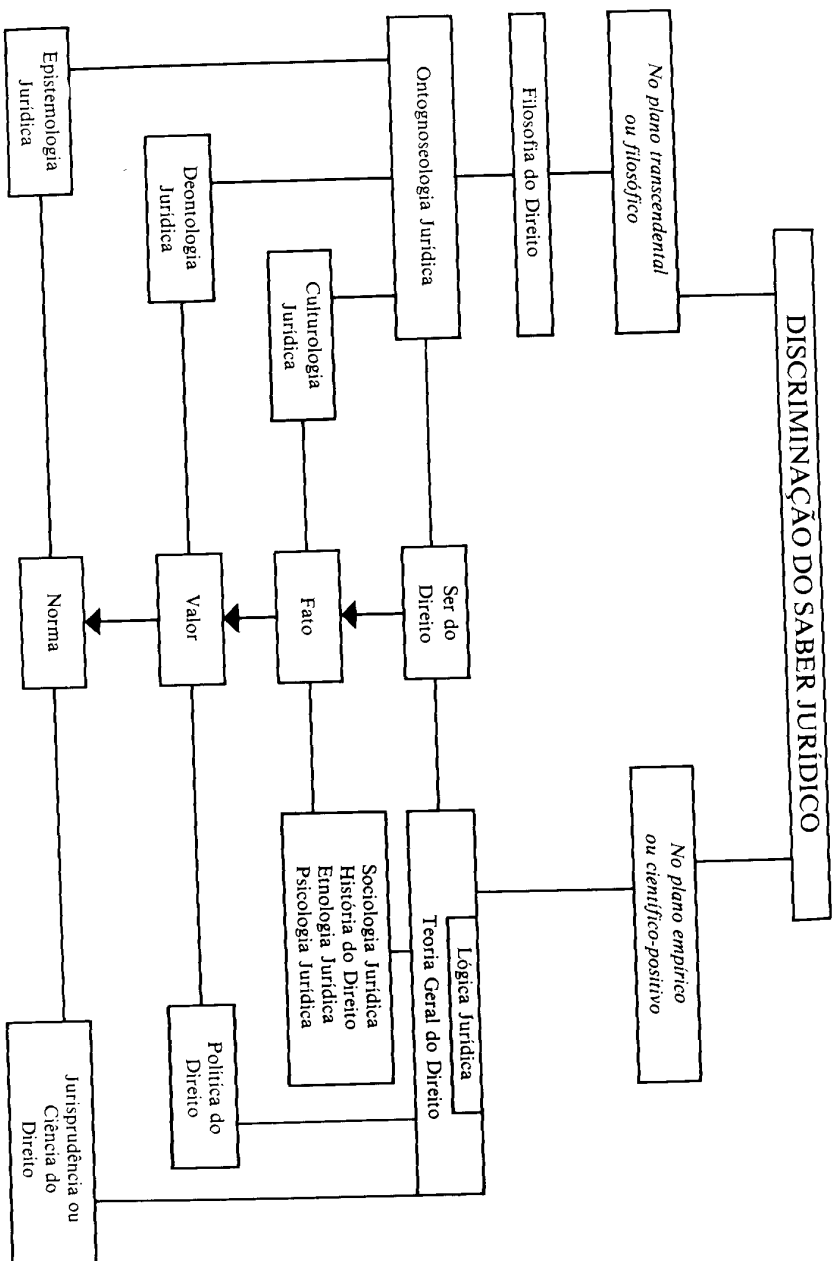 DISCRIMINAÇÃO DO SABER JURÍDICO
No plano transcendental
ou filosófico
No plano empírico
ou científico-positivo
Filosofia do Direito
Ontognoseologia Jurídica
Ser do
Direito
Lógica Jurídica
Teoria Geral do Direito
Culturologia
Jurídica
Fato
Sociologia Jurídica
História do Direito
Etnologia Jurídica
Psicologia Jurídica
Deontologia
Jurídica
Valor
Política do
Direito
Epistemologia
Jurídica
Norma
Jurisprudência ou
Ciência do
Direito